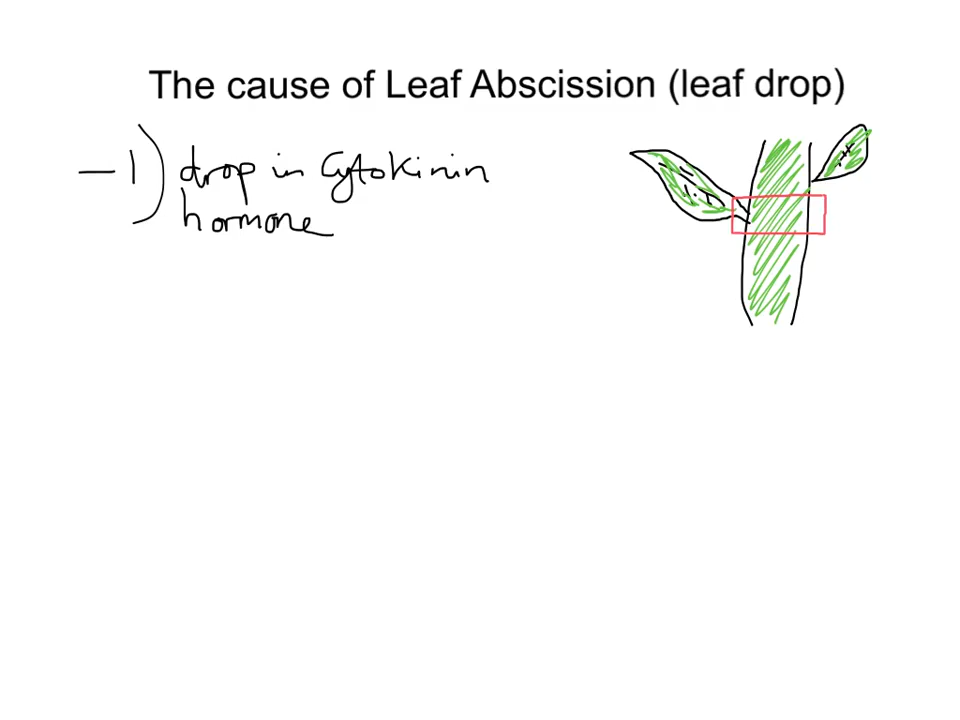 The cause of Leaf Abscission (leaf drop)
– 1) drop in Cytokinin
hormone